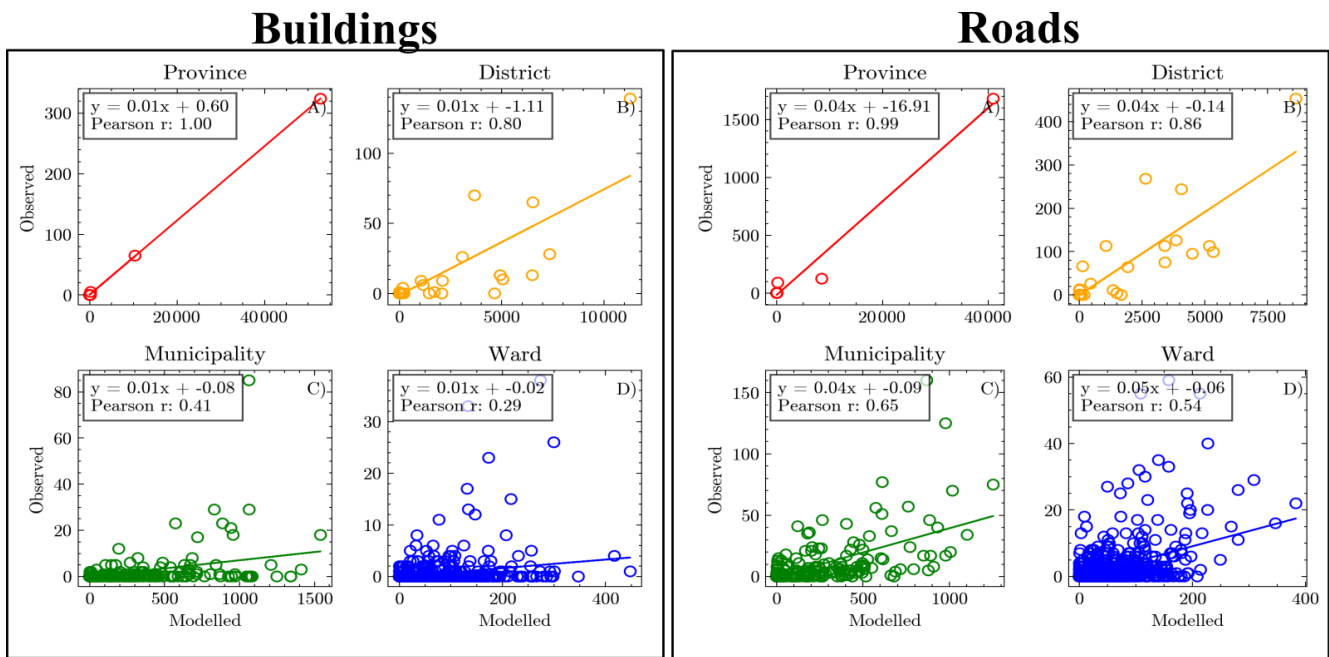 Buildings
Province
y = 0.01x + 0.60
Pearson r: 1.00
A)
Observed
300
200
100
0
0 20000 40000
District
y = 0.01x + -1.11
Pearson r: 0.80
B)
100
50
0
0 5000 10000
Municipality
y = 0.01x + -0.08
Pearson r: 0.41
C)
Observed
80
60
40
20
0
0 500 1000 1500
Modelled
Ward
y = 0.01x + -0.02
Pearson r: 0.29
D)
30
20
10
0
0 200 400
Modelled
Roads
Province
y = 0.04x + -16.91
Pearson r: 0.99
A)
Observed
1500
1000
500
0
0 10000 20000 30000 40000
District
y = 0.04x + -0.14
Pearson r: 0.86
B)
400
300
200
100
0
0 2500 5000 7500
Municipality
y = 0.04x + -0.09
Pearson r: 0.65
C)
Observed
150
100
50
0
0 500 1000
Modelled
Ward
y = 0.05x + -0.06
Pearson r: 0.54
D)
60
40
20
0
0 200 400
Modelled